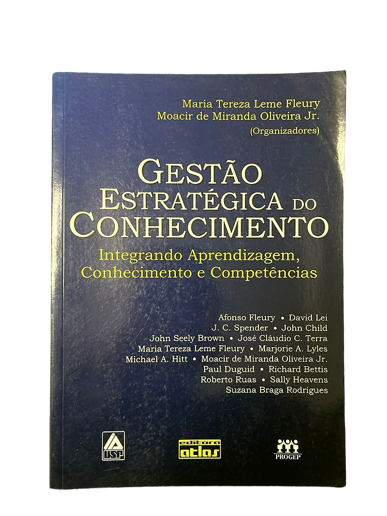 Maria Tereza Leme Fleury
Moacir de Miranda Oliveira Jr.
(Organizadores)
GESTÃO
ESTRATÉGICA DO
CONHECIMENTO
Integrando Aprendizagem,
Conhecimento e Competências
Afonso Fleury • David Lei
J. C. Spender • John Child
John Seely Brown • José Cláudio C. Terra
Maria Tereza Leme Fleury • Marjorie A. Lyles
Michael A. Hitt • Moacir de Miranda Oliveira Jr.
Paul Duguid • Richard Bettis
Roberto Ruas • Sally Heavens
Suzana Braga Rodrigues
USP
editora
atlas
PROGEP